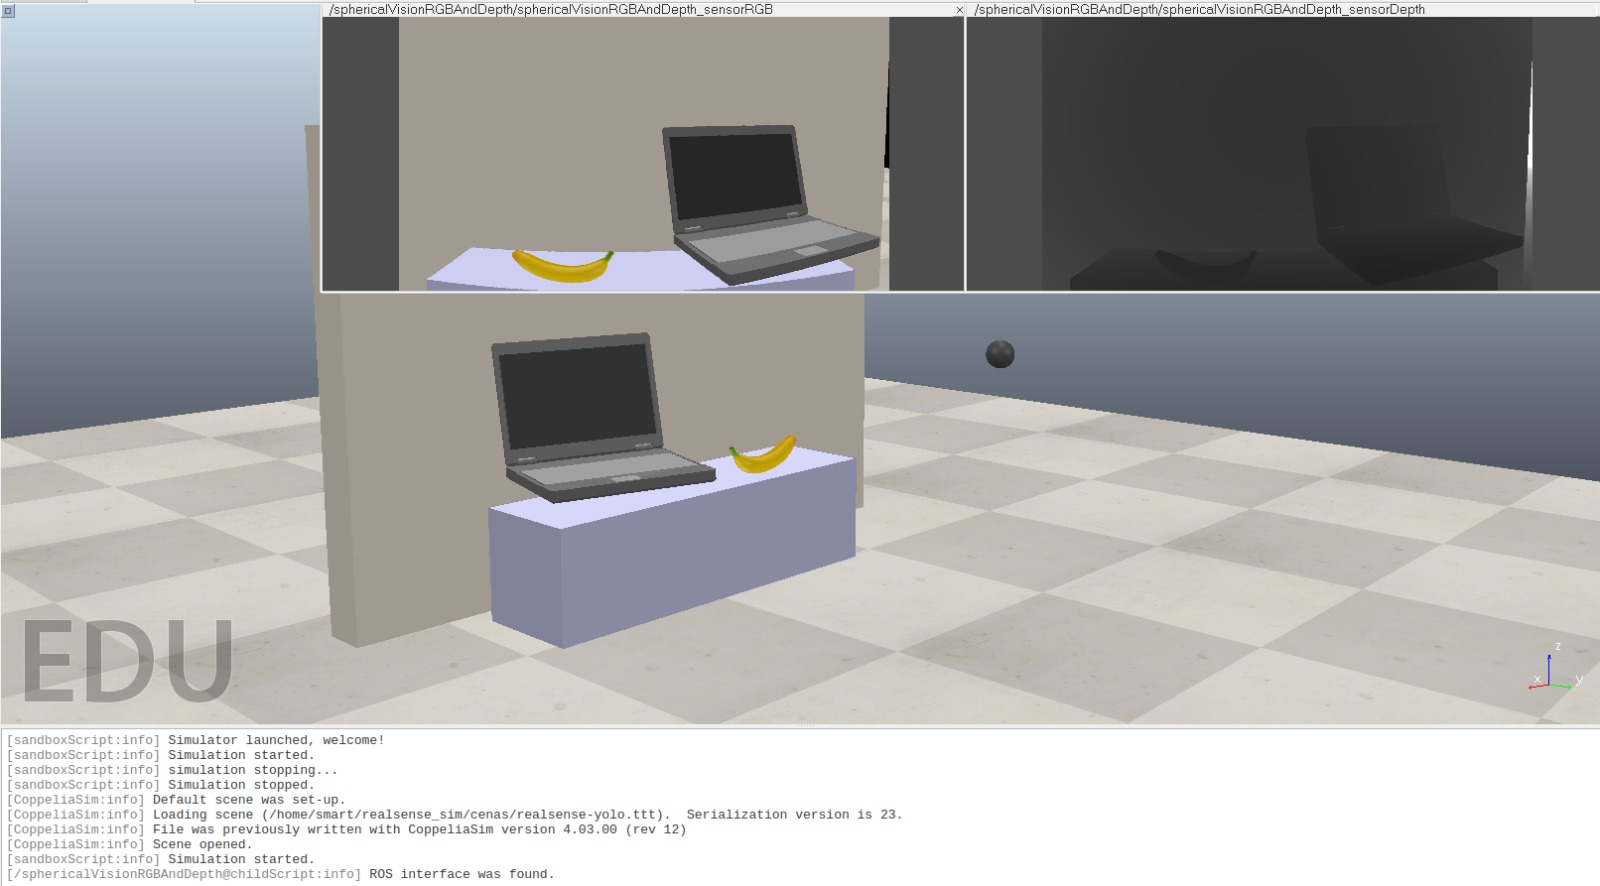 /sphericalVisionRGBAndDepth/sphericalVisionRGBAndDepth_sensorRGB
/sphericalVisionRGBAndDepth/sphericalVisionRGBAndDepth_sensorDepth
EDU
z
x
y
[sandboxScript:info] Simulator launched, welcome!
[sandboxScript:info] Simulation started.
[sandboxScript:info] simulation stopping...
[sandboxScript:info] Simulation stopped.
[CoppeliaSim:info] Default scene was set-up.
[CoppeliaSim:info] Loading scene (/home/smart/realsense_sim/cenas/realsense-yolo.ttt).  Serialization version is 23.
[CoppeliaSim:info] File was previously written with CoppeliaSim version 4.03.00 (rev 12)
[CoppeliaSim:info] Scene opened.
[sandboxScript:info] Simulation started.
[/sphericalVisionRGBAndDepth@childScript:info] ROS interface was found.